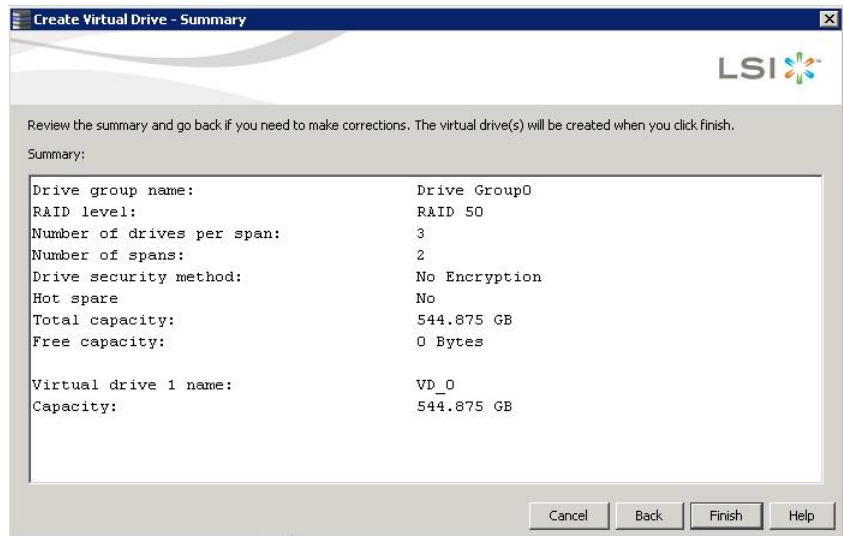 Create Virtual Drive - Summary
LSI
Review the summary and go back if you need to make corrections. The virtual drive(s) will be created when you click finish.
Summary:
Drive group name: Drive Group0
RAID level: RAID 50
Number of drives per span: 3
Number of spans: 2
Drive security method: No Encryption
Hot spare No
Total capacity: 544.875 GB
Free capacity: 0 Bytes
Virtual drive 1 name: VD_0
Capacity: 544.875 GB
Cancel Back Finish Help